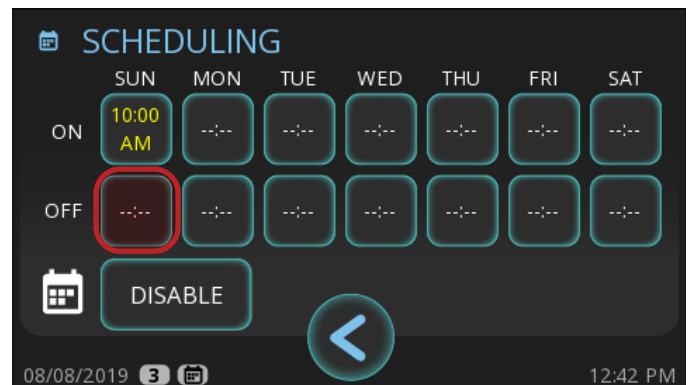 SCHEDULING
SUN MON TUE WED THU FRI SAT
ON 10:00 AM --:-- --:-- --:-- --:-- --:-- --:--
OFF --:-- --:-- --:-- --:-- --:-- --:-- --:--
DISABLE
08/08/2019 3 12:42 PM